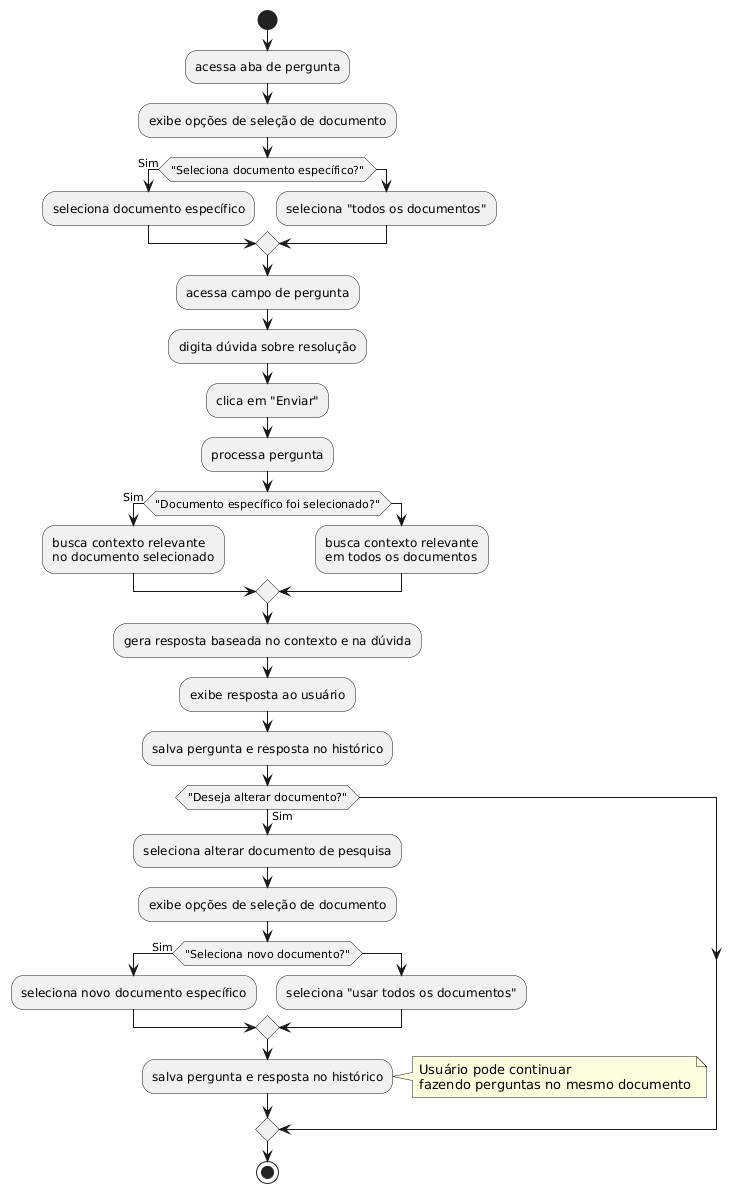 acessa aba de pergunta
exibe opções de seleção de documento
Sim
"Seleciona documento específico?"
seleciona documento específico
seleciona "todos os documentos"
acessa campo de pergunta
digita dúvida sobre resolução
clica em "Enviar"
processa pergunta
Sim
"Documento específico foi selecionado?"
busca contexto relevante
no documento selecionado
busca contexto relevante
em todos os documentos
gera resposta baseada no contexto e na dúvida
exibe resposta ao usuário
salva pergunta e resposta no histórico
"Deseja alterar documento?"
Sim
seleciona alterar documento de pesquisa
exibe opções de seleção de documento
Sim
"Seleciona novo documento?"
seleciona novo documento específico
seleciona "usar todos os documentos"
salva pergunta e resposta no histórico
Usuário pode continuar
fazendo perguntas no mesmo documento